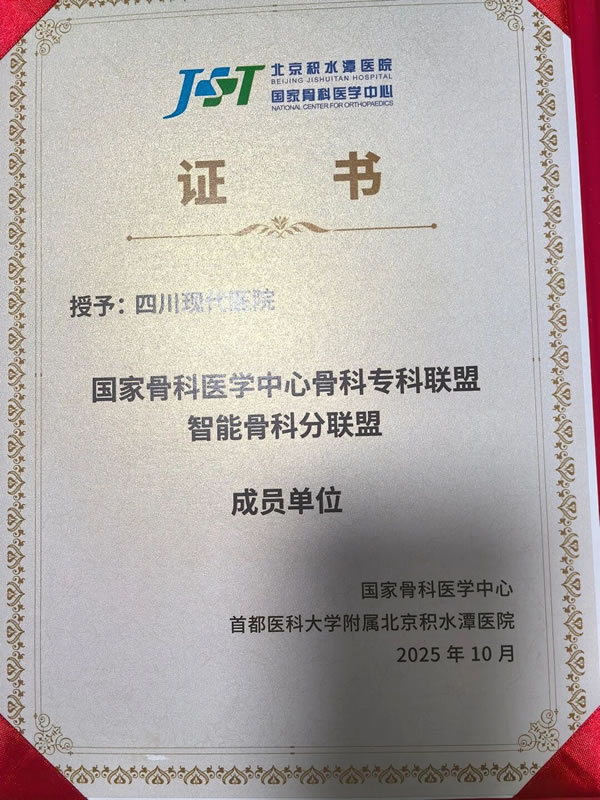 JST
北京积水潭医院
BEIJING JISHUITAN HOSPITAL
国家骨科医学中心
NATIONAL CENTER FOR ORTHOPAEDICS
证 书
授予：四川现代医院
国家骨科医学中心骨科专科联盟
智能骨科分联盟
成员单位
国家骨科医学中心
首都医科大学附属北京积水潭医院
2025 年 10 月